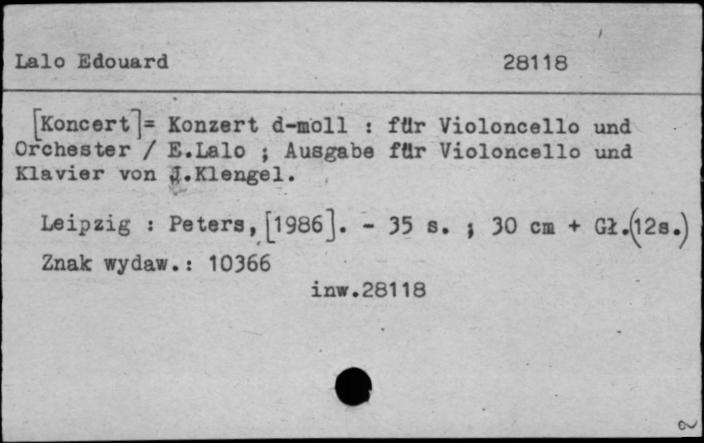 Lalo Edouard 28118
[Koncert]= Konzert d-moll : für Violoncello und
Orchester / E.Lalo ; Ausgabe für Violoncello und
Klavier von J.Klengel.
Leipzig : Peters, [1986]. - 35 s. ; 30 cm + Gł.(12s.)
Znak wydaw.: 10366
inw.28118
2